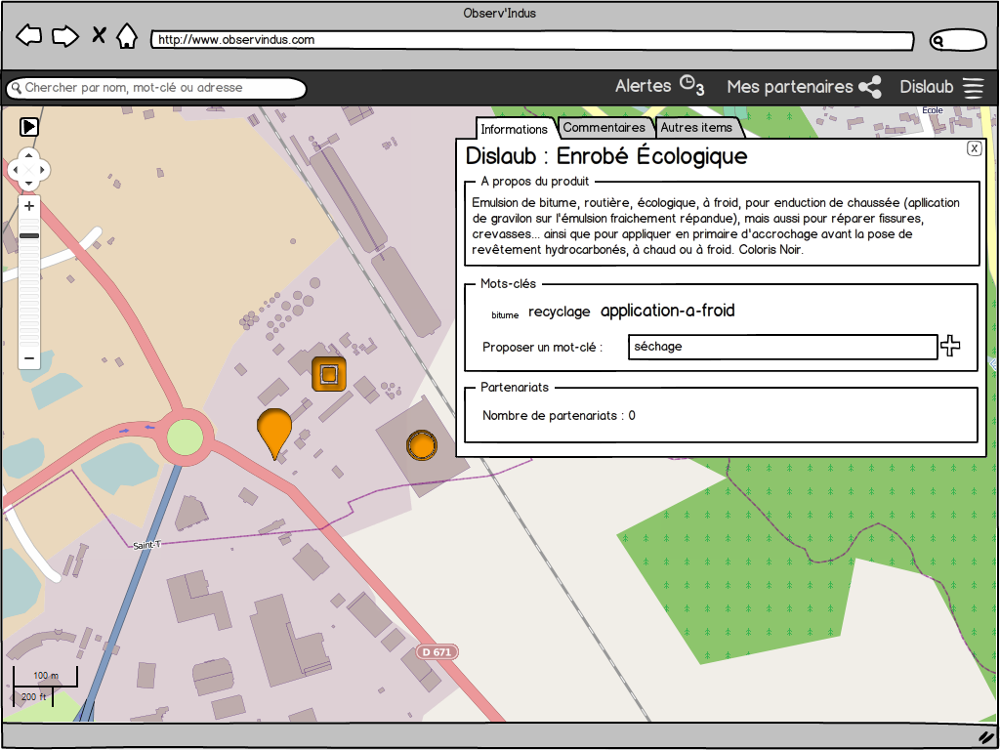 Observ'Indus
http://www.observindus.com
Chercher par nom, mot-clé ou adresse
Alertes 3 Mes partenaires Dislaub
Ecole
Informations Commentaires Autres items
Dislaub : Enrobé Écologique
X
A propos du produit
Emulsion de bitume, routière, écologique, à froid, pour enduction de chaussée (apllication
de gravilon sur l'émulsion fraichement répandue), mais aussi pour réparer fissures,
crevasses... ainsi que pour appliquer en primaire d'accrochage avant la pose de
revêtement hydrocarbonés, à chaud ou à froid. Coloris Noir.
Mots-clés
bitume recyclage application-a-froid
Proposer un mot-clé : séchage
Partenariats
Nombre de partenariats : 0
Saint-T
D 671
100 m
200 ft